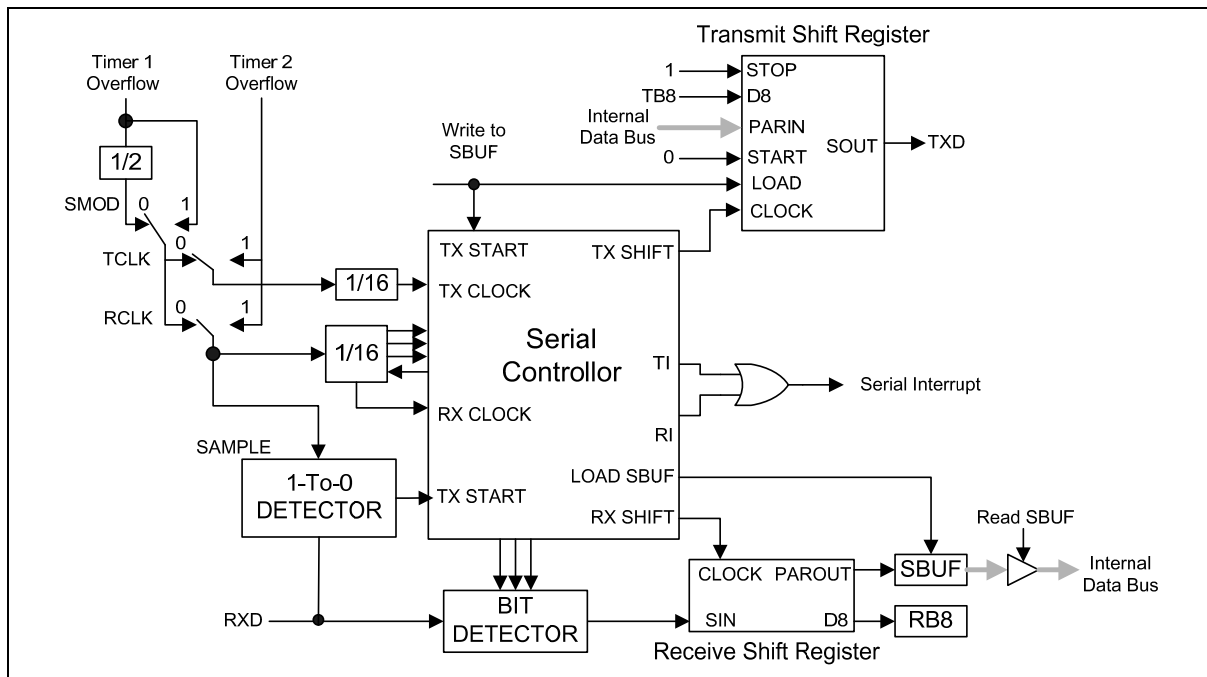 Transmit Shift Register
Timer 1
Overflow
Timer 2
Overflow
1
STOP
TB8
D8
Internal
Data Bus
PARIN
SOUT
TXD
0
START
LOAD
CLOCK
Write to
SBUF
1/2
SMOD
0
1
TCLK
0
1
RCLK
0
1
1/16
1/16
TX START
TX SHIFT
TX CLOCK
Serial
Controllor
TI
RX CLOCK
RI
Serial Interrupt
SAMPLE
1-To-0
DETECTOR
TX START
LOAD SBUF
RX SHIFT
Read SBUF
CLOCK
PAROUT
SBUF
Internal
Data Bus
RXD
BIT
DETECTOR
SIN
D8
RB8
Receive Shift Register